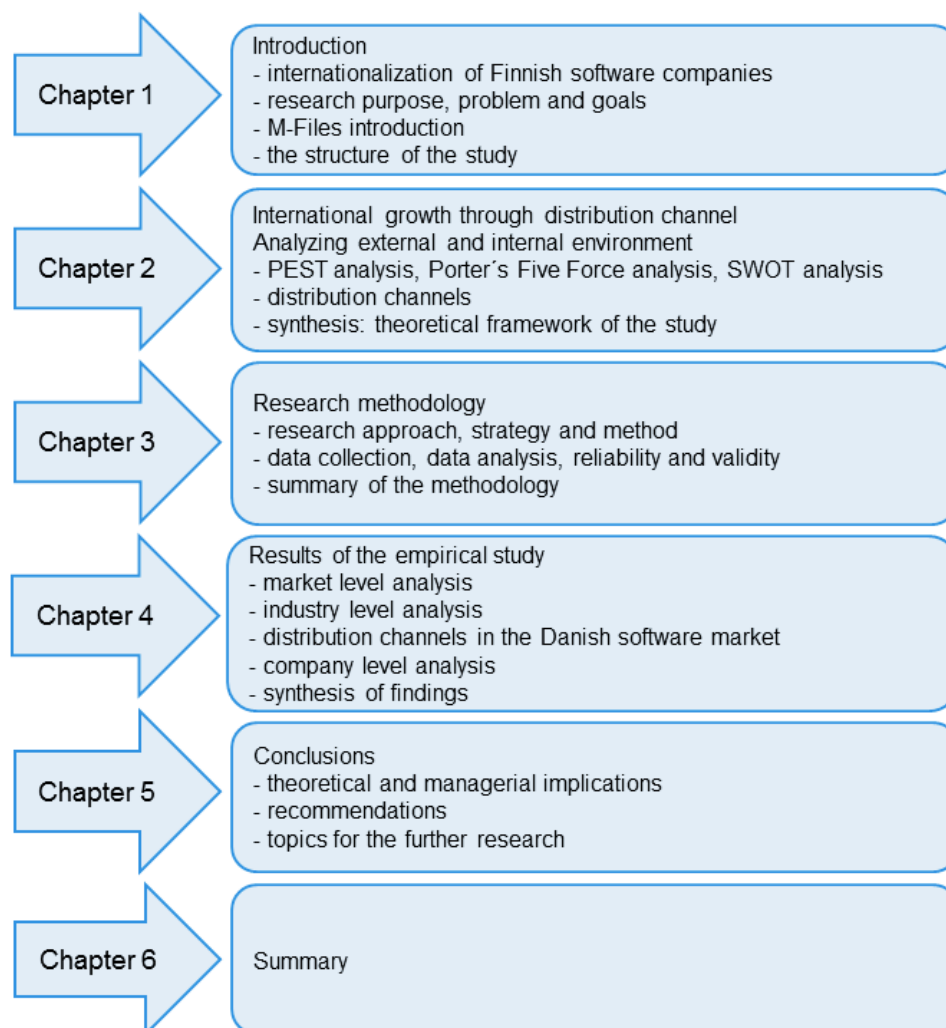 Chapter 1
Introduction
- internationalization of Finnish software companies
- research purpose, problem and goals
- M-Files introduction
- the structure of the study
Chapter 2
International growth through distribution channel
Analyzing external and internal environment
- PEST analysis, Porter´s Five Force analysis, SWOT analysis
- distribution channels
- synthesis: theoretical framework of the study
Chapter 3
Research methodology
- research approach, strategy and method
- data collection, data analysis, reliability and validity
- summary of the methodology
Chapter 4
Results of the empirical study
- market level analysis
- industry level analysis
- distribution channels in the Danish software market
- company level analysis
- synthesis of findings
Chapter 5
Conclusions
- theoretical and managerial implications
- recommendations
- topics for the further research
Chapter 6
Summary